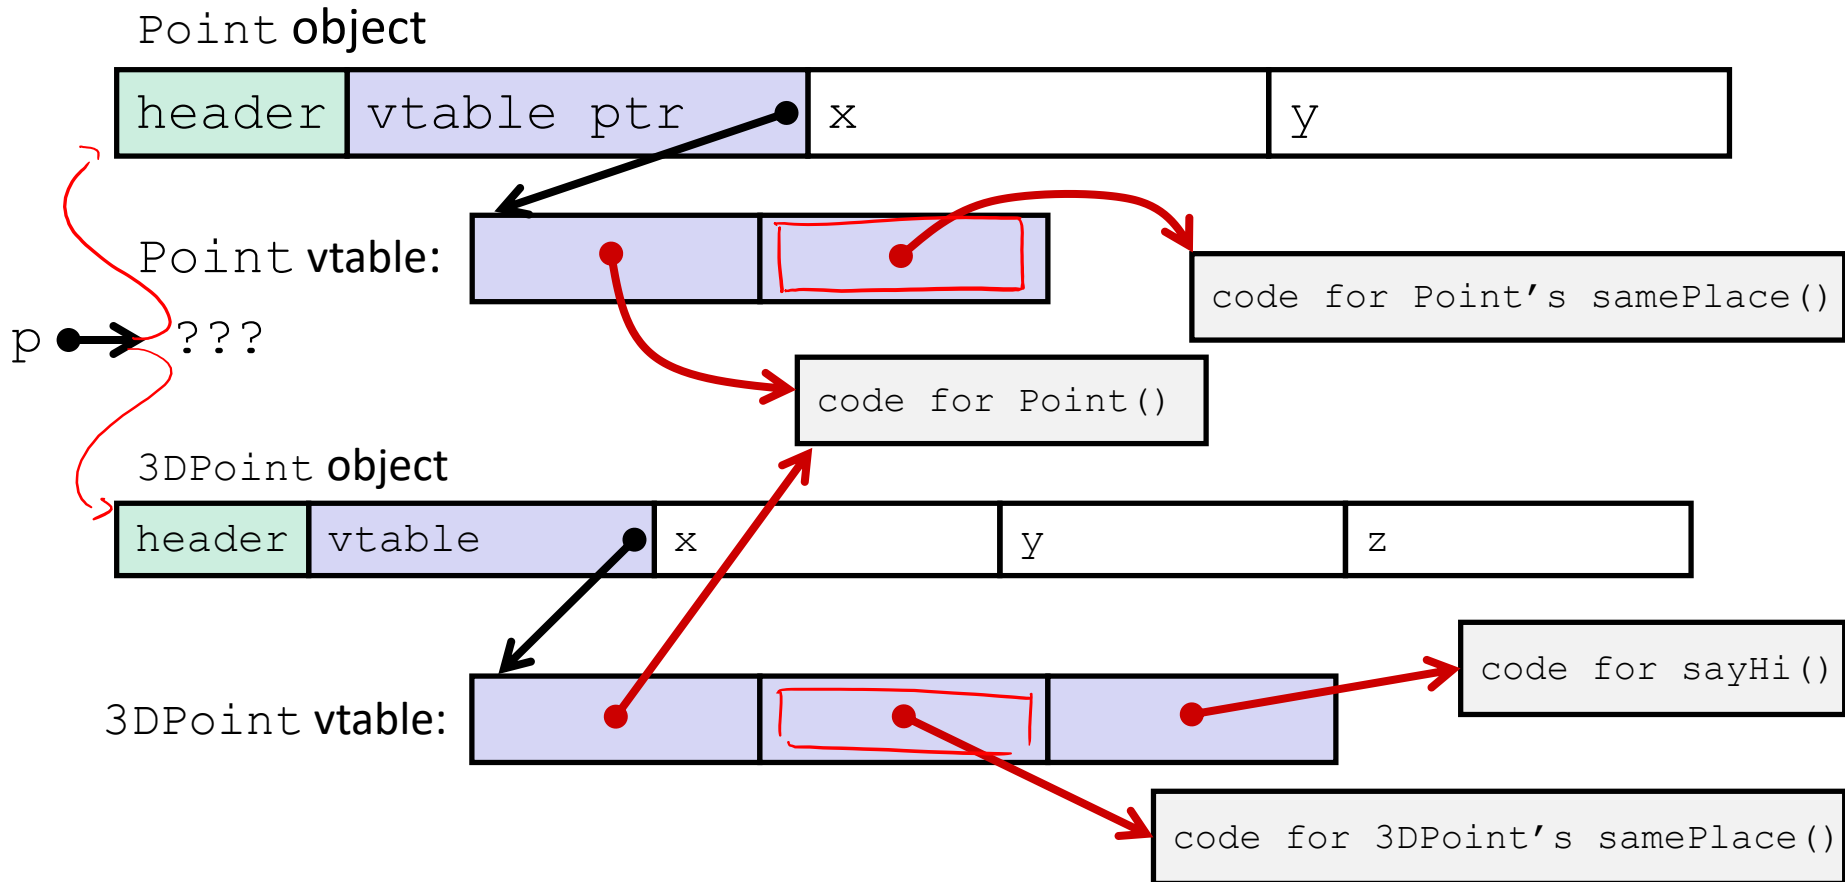 Point object
header vtable ptr x y
Point vtable:
code for Point's samePlace()
p ???
code for Point()
3DPoint object
header vtable x y z
code for sayHi()
3DPoint vtable:
code for 3DPoint's samePlace()